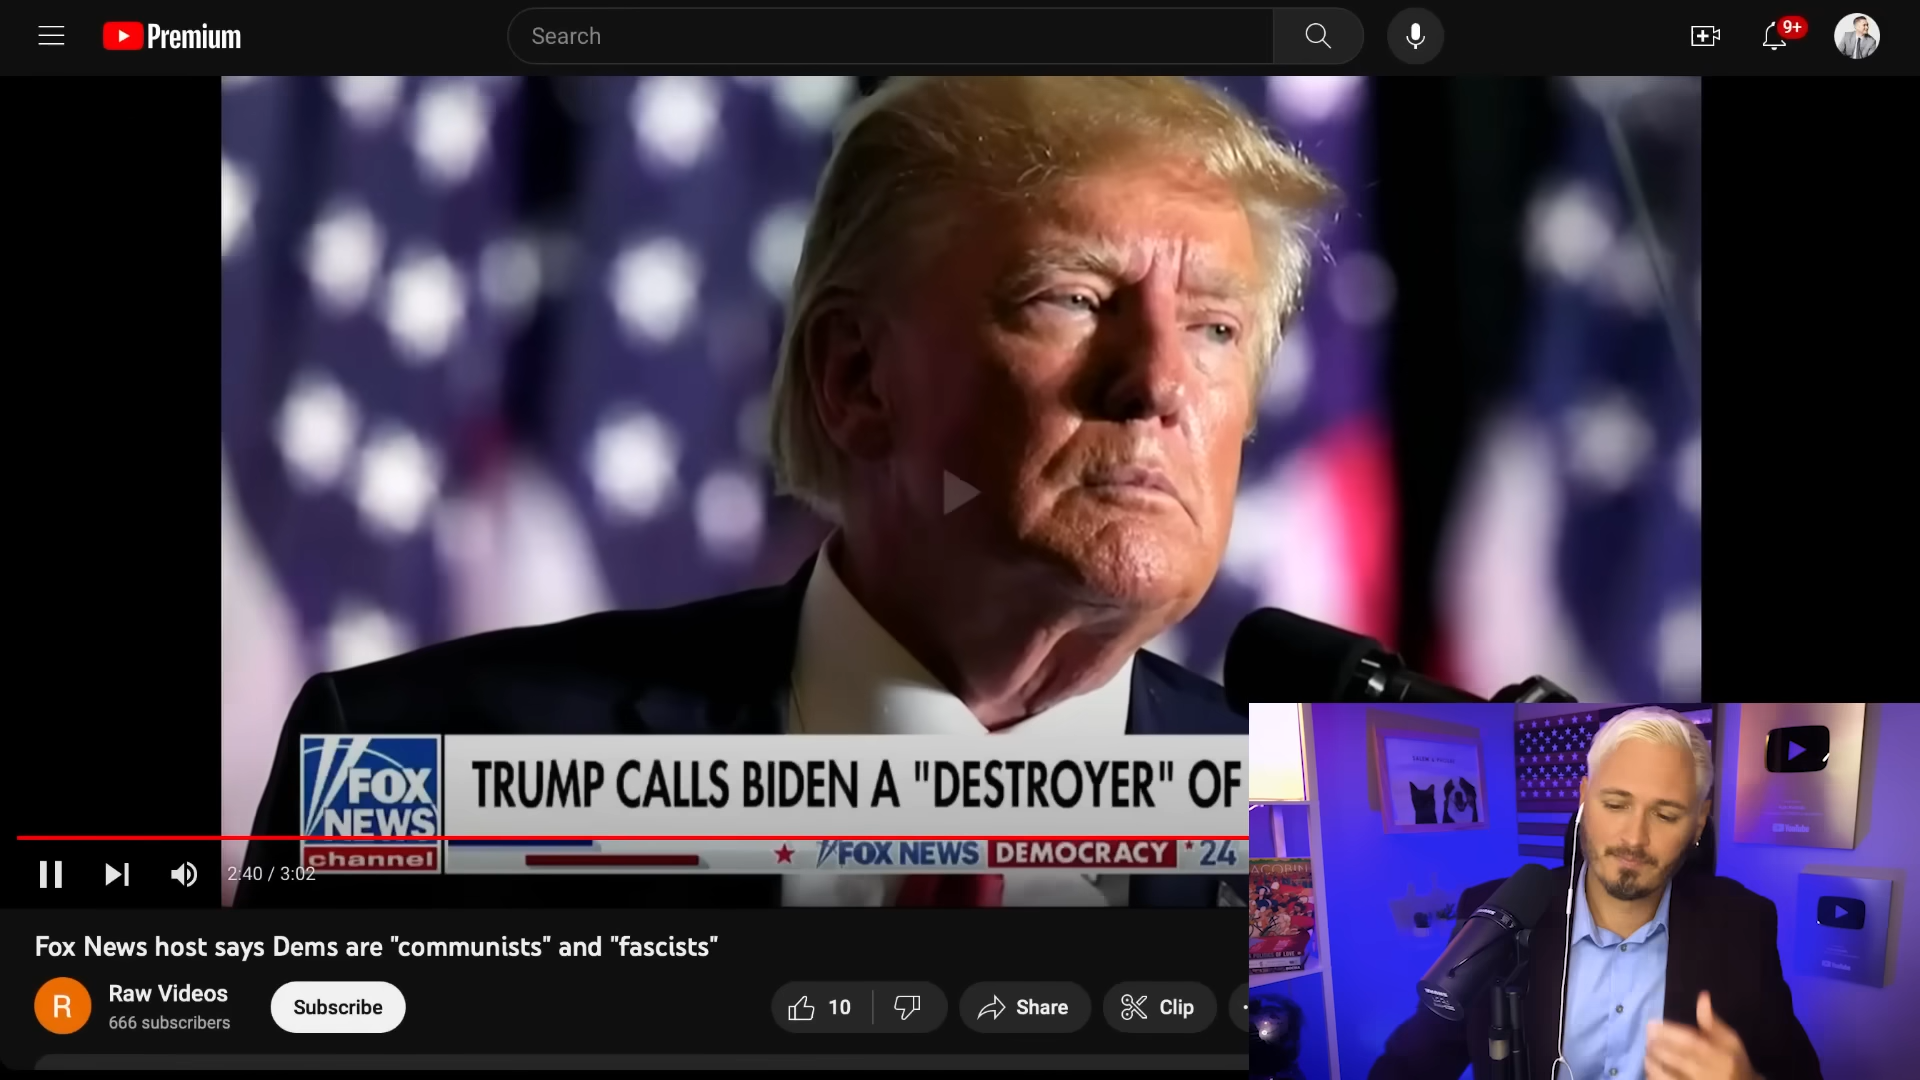 Premium
Search
9+
TRUMP CALLS BIDEN A "DESTROYER" OF
FOX
NEWS
channel
FOX NEWS DEMOCRACY '24
2:40 / 3:02
Fox News host says Dems are "communists" and "fascists"
R
Raw Videos
666 subscribers
Subscribe
10
Share
Clip
YouTube